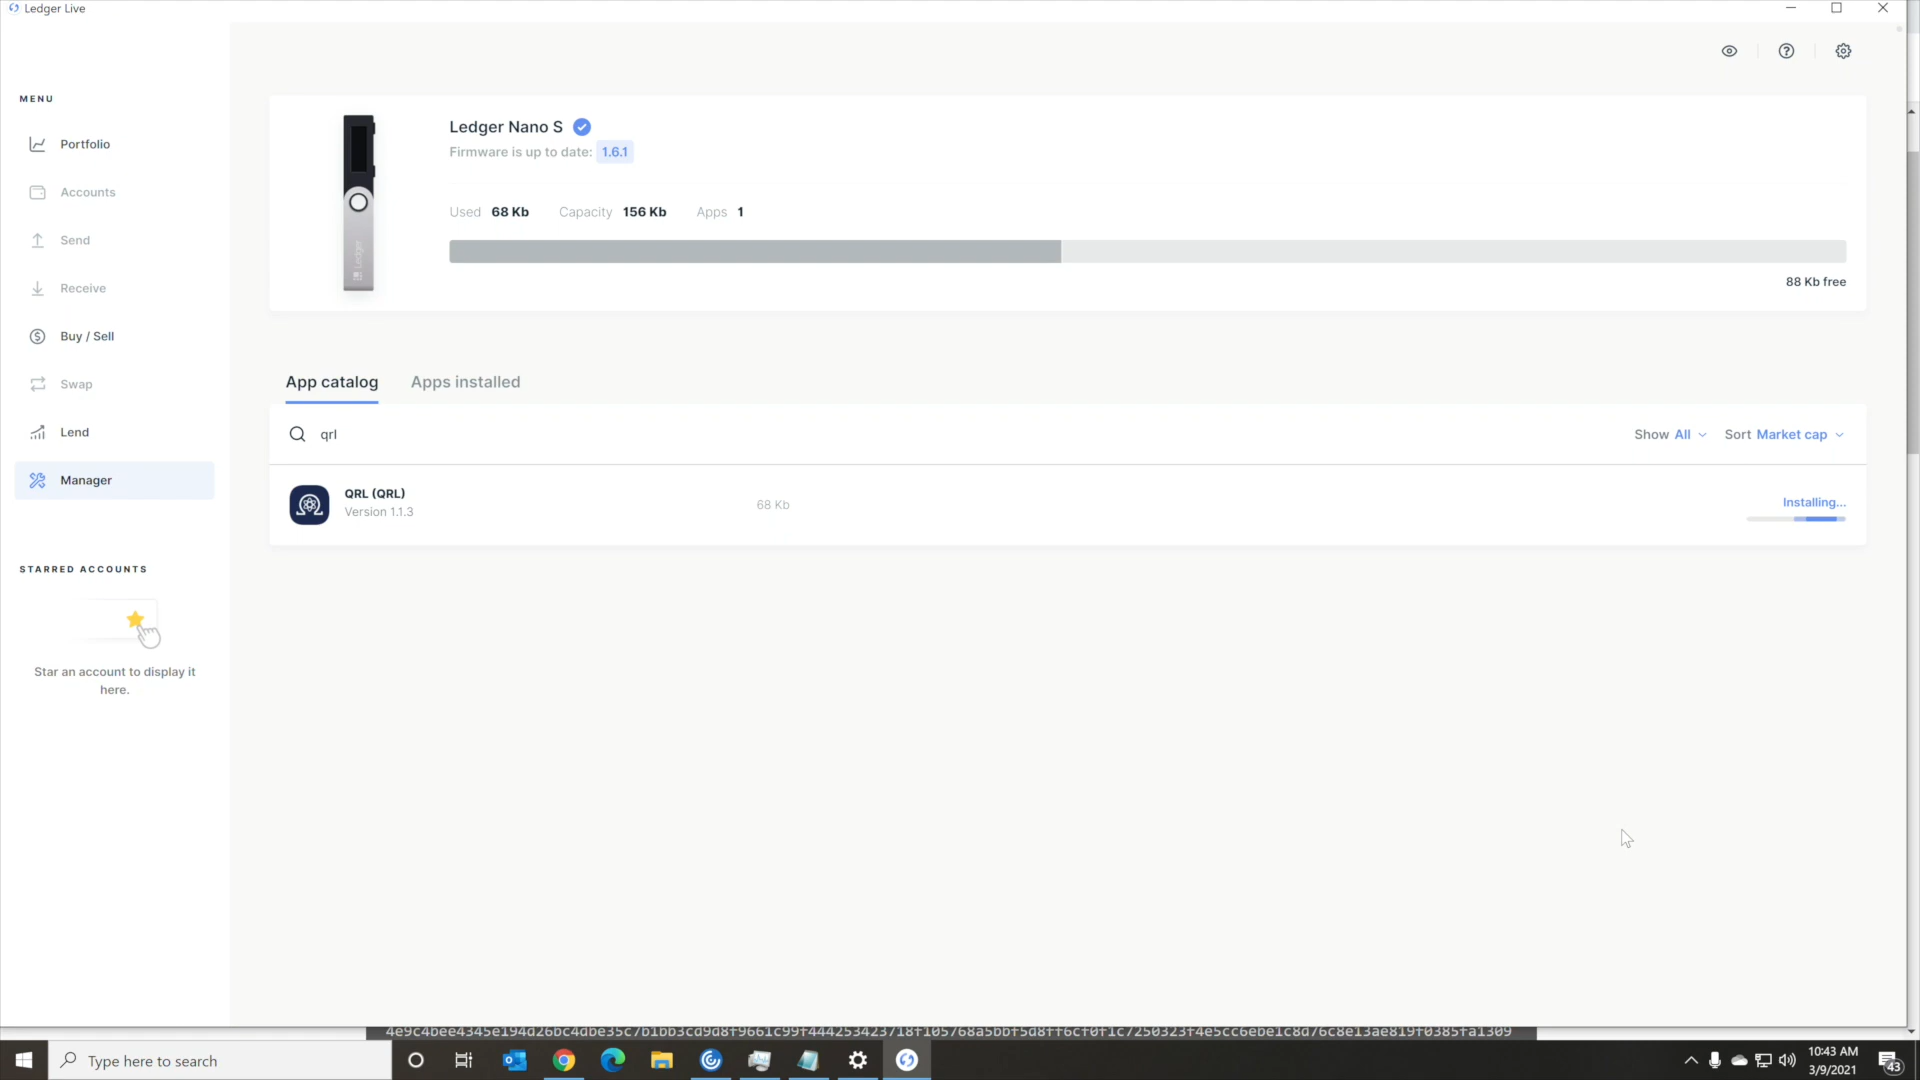 Ledger Live
MENU
Portfolio
Accounts
Send
Receive
Buy / Sell
Swap
Lend
Manager
STARRED ACCOUNTS
Star an account to display it
here.
Ledger Nano S
Firmware is up to date: 1.6.1
Used 68 Kb Capacity 156 Kb Apps 1
88 Kb free
Ledger
App catalog Apps installed
qrl
Show All Sort Market cap
QRL (QRL)
Version 1.1.3
68 Kb
Installing...
Type here to search
10:43 AM
3/9/2021
43